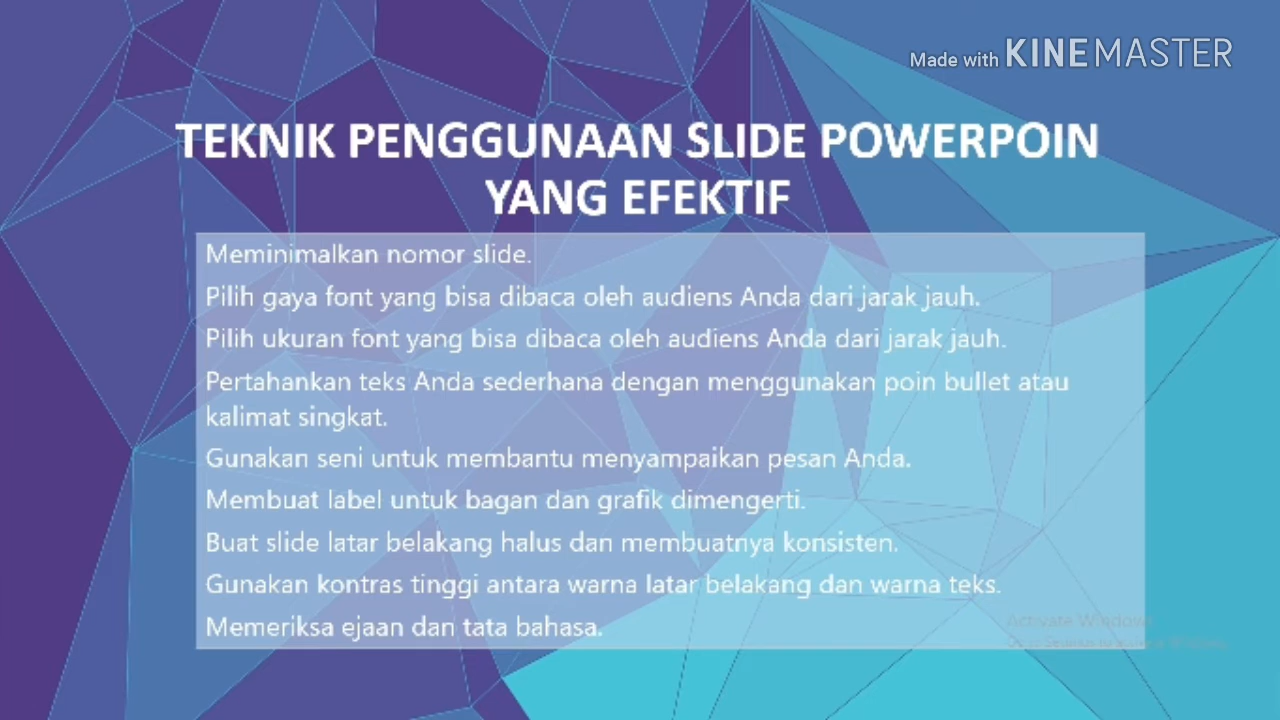 Made with KINEMASTER
TEKNIK PENGGUNAAN SLIDE POWERPOIN
YANG EFEKTIF
Meminimalkan nomor slide.
Pilih gaya font yang bisa dibaca oleh audiens Anda dari jarak jauh.
Pilih ukuran font yang bisa dibaca oleh audiens Anda dari jarak jauh.
Pertahankan teks Anda sederhana dengan menggunakan poin bullet atau
kalimat singkat.
Gunakan seni untuk membantu menyampaikan pesan Anda.
Membuat label untuk bagan dan grafik dimengerti.
Buat slide latar belakang halus dan membuatnya konsisten.
Gunakan kontras tinggi antara warna latar belakang dan warna teks.
Memeriksa ejaan dan tata bahasa.
Activate Windows